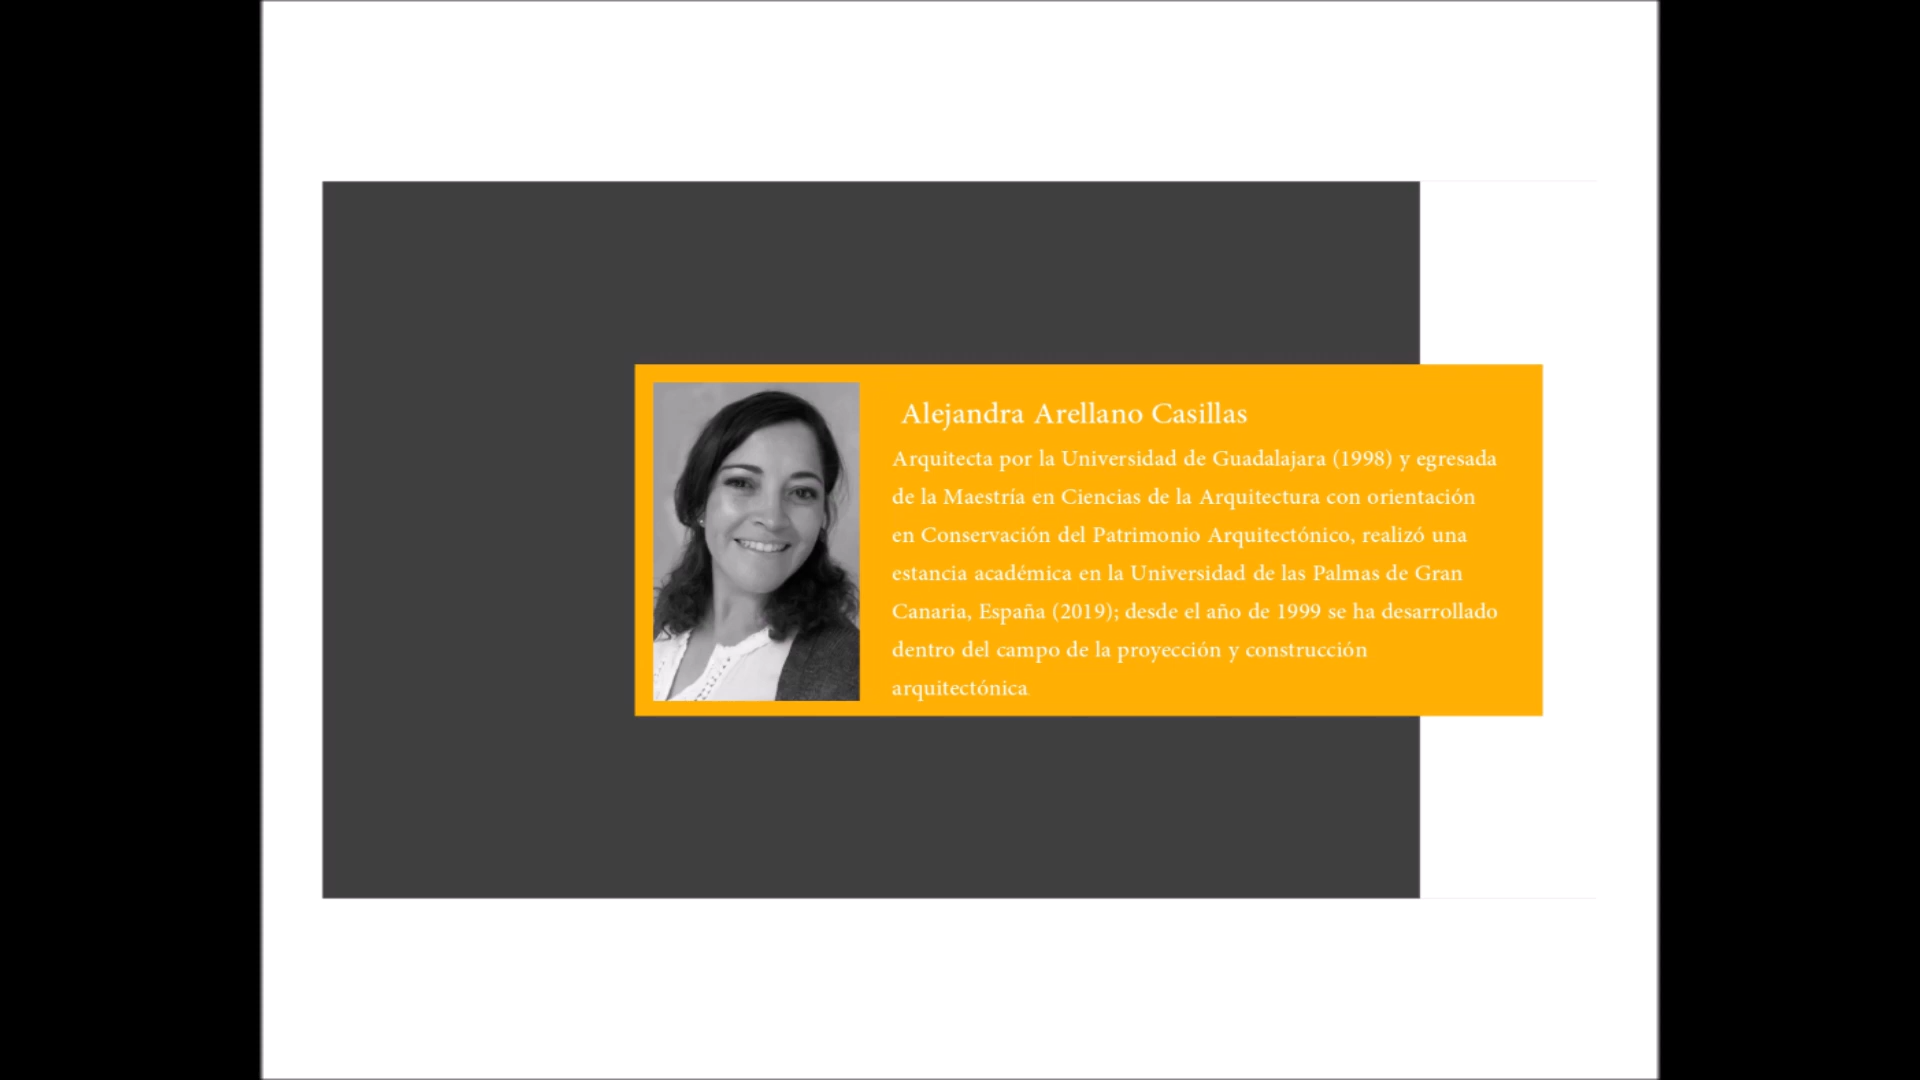 Alejandra Arellano Casillas
Arquitecta por la Universidad de Guadalajara (1998) y egresada
de la Maestría en Ciencias de la Arquitectura con orientación
en Conservación del Patrimonio Arquitectónico, realizó una
estancia académica en la Universidad de las Palmas de Gran
Canaria, España (2019); desde el año de 1999 se ha desarrollado
dentro del campo de la proyección y construcción
arquitectónica